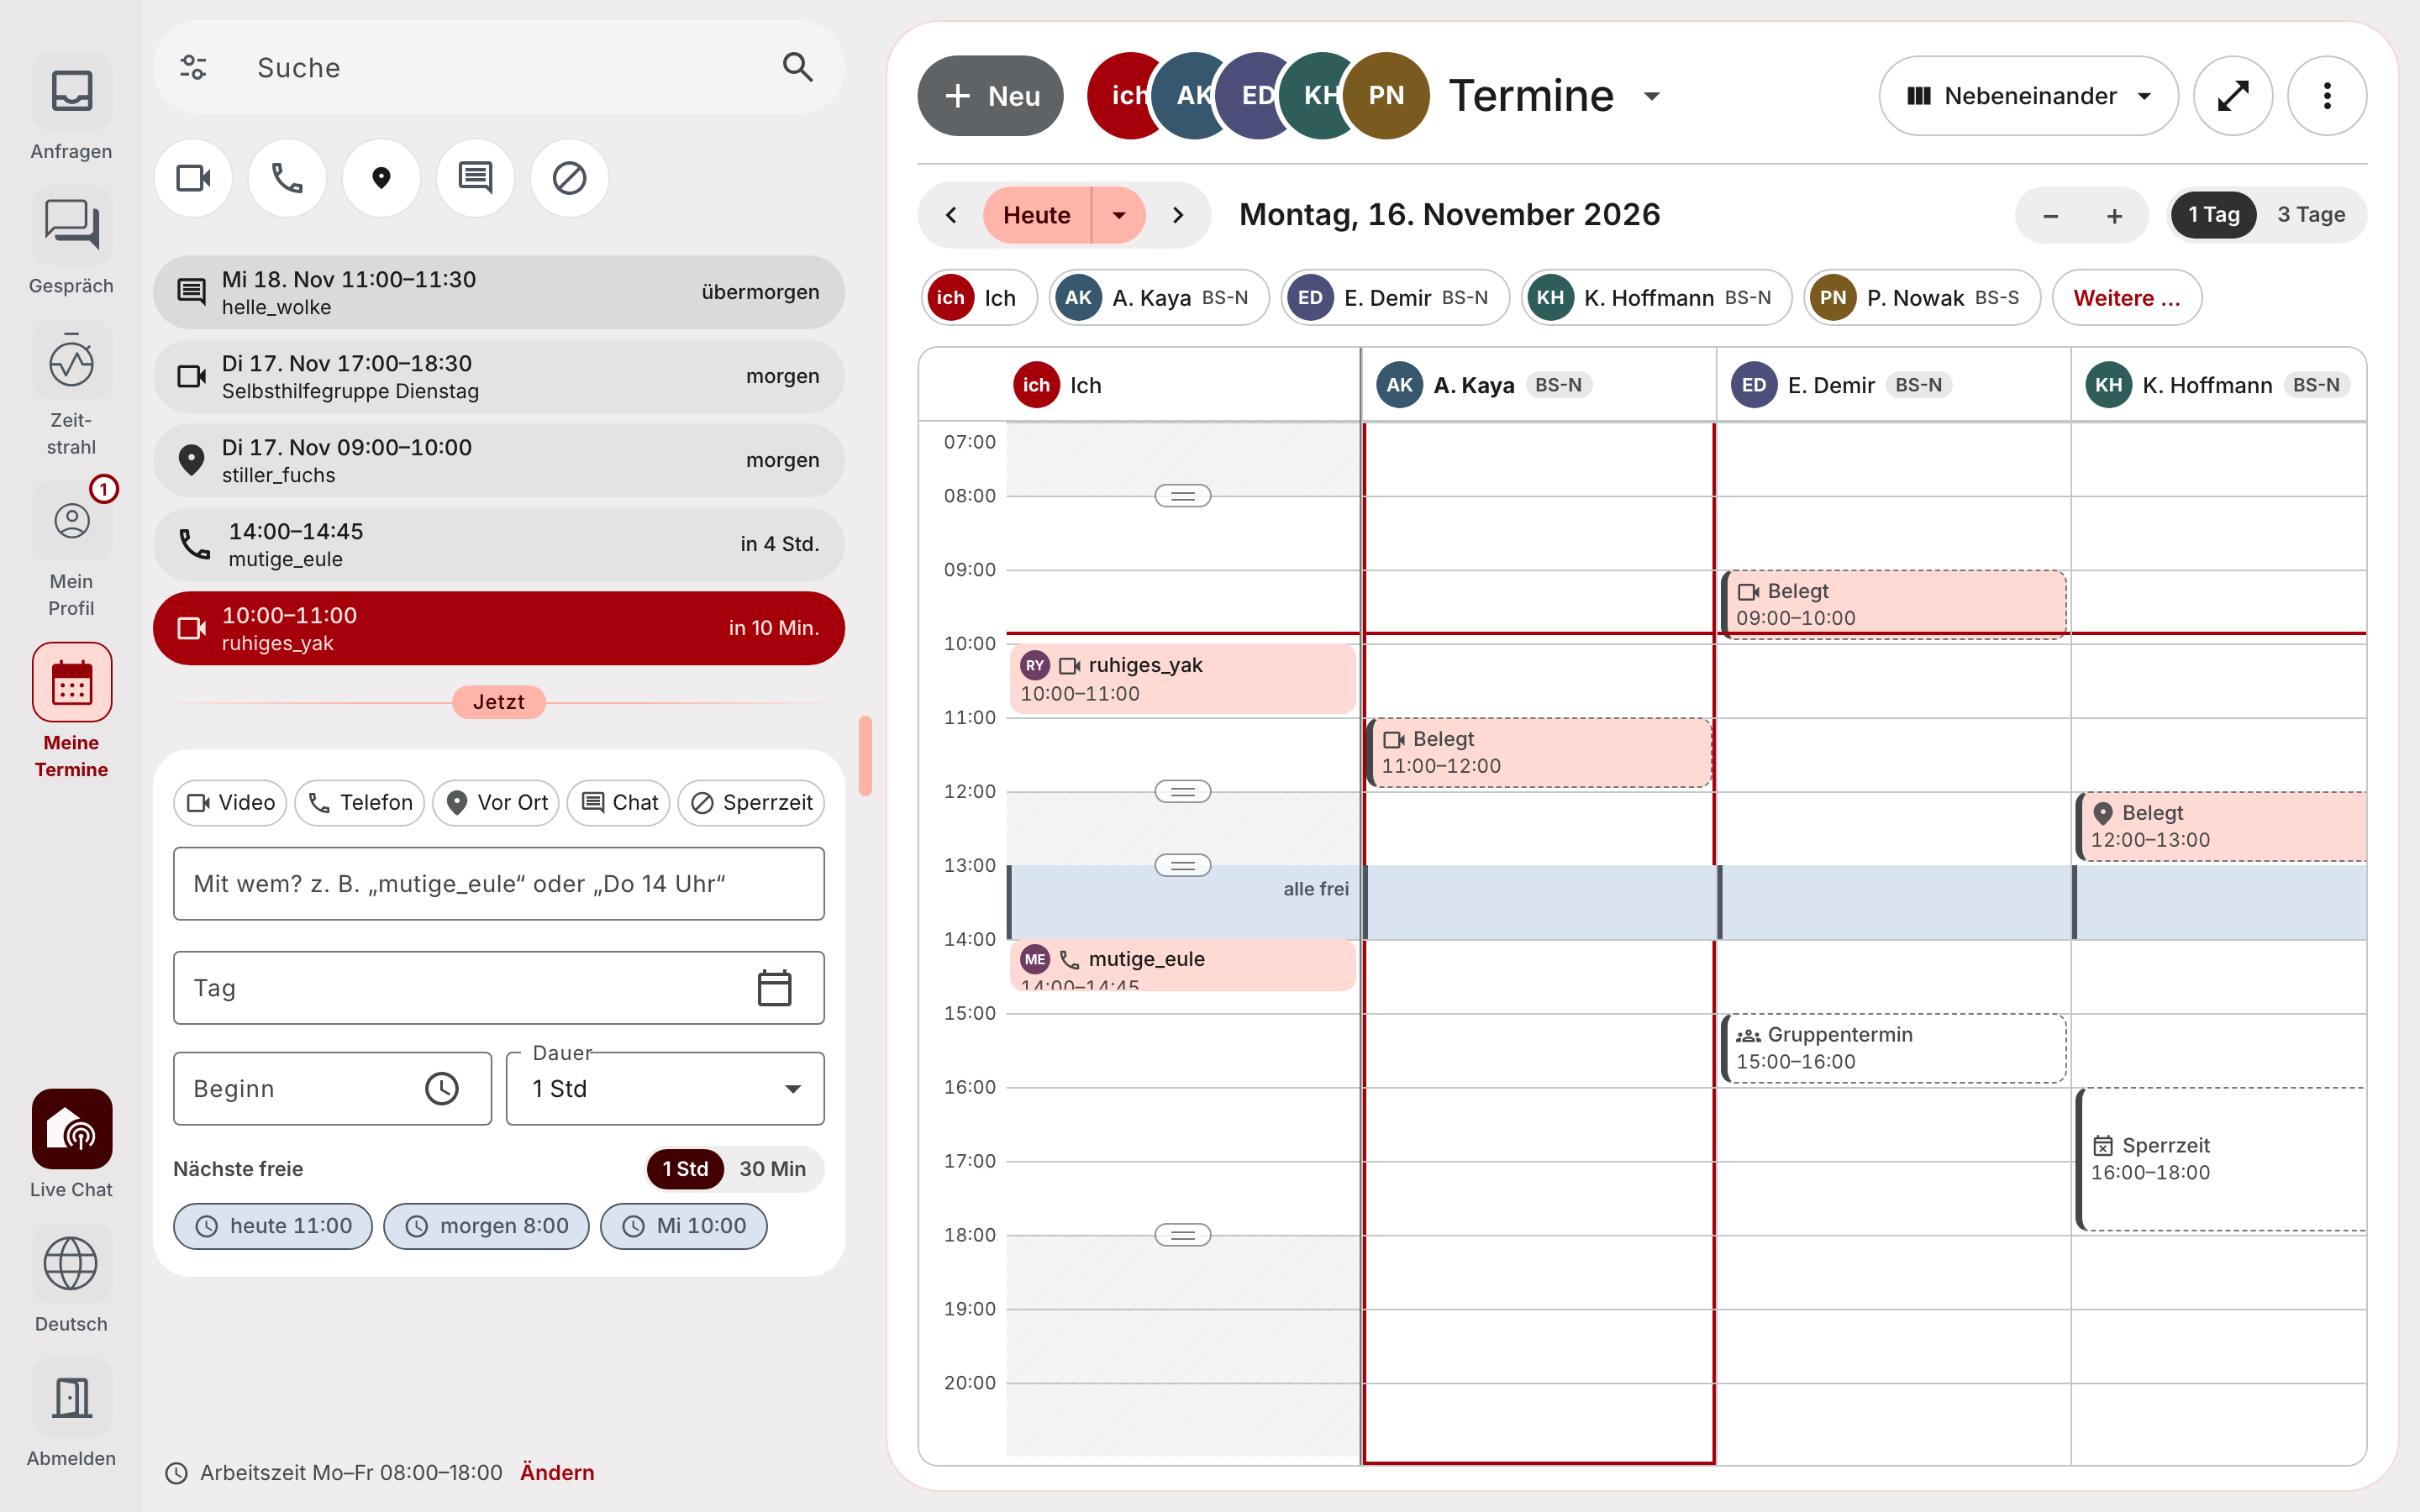 Anfragen
Gespräch
Zeit-
strahl
1
Mein
Profil
Meine
Termine
Live Chat
Deutsch
Abmelden
Suche
Mi 18. Nov 11:00–11:30
helle_wolke
übermorgen
Di 17. Nov 17:00–18:30
Selbsthilfegruppe Dienstag
morgen
Di 17. Nov 09:00–10:00
stiller_fuchs
morgen
14:00–14:45
mutige_eule
in 4 Std.
10:00–11:00
ruhiges_yak
in 10 Min.
Jetzt
Video
Telefon
Vor Ort
Chat
Sperrzeit
Mit wem? z. B. „mutige_eule“ oder „Do 14 Uhr“
Tag
Beginn
Dauer
1 Std
Nächste freie
1 Std
30 Min
heute 11:00
morgen 8:00
Mi 10:00
Arbeitszeit Mo–Fr 08:00–18:00 Ändern
+ Neu
ich
AK
ED
KH
PN
Termine
Nebeneinander
Heute
Montag, 16. November 2026
− +
1 Tag
3 Tage
ich Ich
AK A. Kaya BS-N
ED E. Demir BS-N
KH K. Hoffmann BS-N
PN P. Nowak BS-S
Weitere ...
ich Ich
AK A. Kaya BS-N
ED E. Demir BS-N
KH K. Hoffmann BS-N
07:00
08:00
09:00
Belegt
09:00–10:00
10:00
RY ruhiges_yak
10:00–11:00
11:00
Belegt
11:00–12:00
12:00
Belegt
12:00–13:00
13:00
alle frei
14:00
ME mutige_eule
14:00–14:45
15:00
Gruppentermin
15:00–16:00
16:00
Sperrzeit
16:00–18:00
17:00
18:00
19:00
20:00